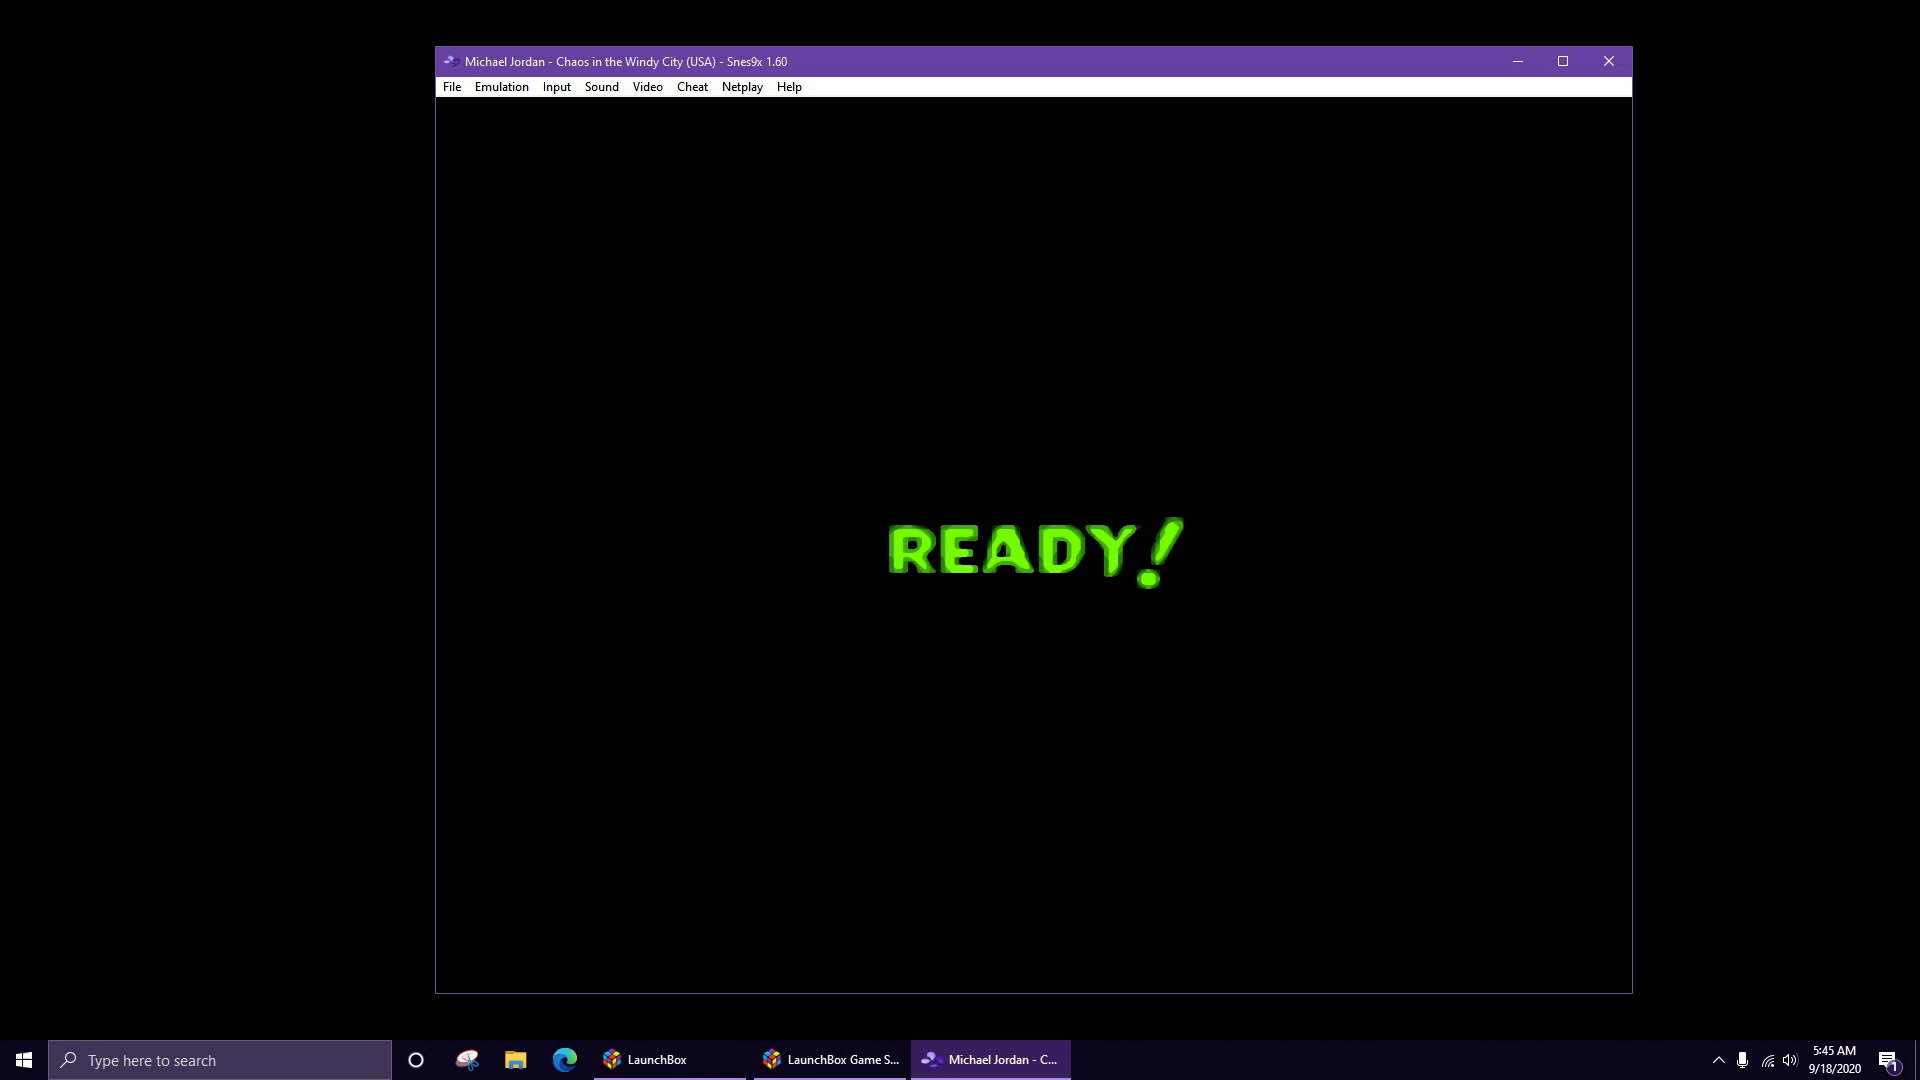 Michael Jordan - Chaos in the Windy City (USA) - Snes9x 1.60
File Emulation Input Sound Video Cheat Netplay Help
READY!
Type here to search
LaunchBox
LaunchBox Game S...
Michael Jordan - C...
5:45 AM
9/18/2020
1